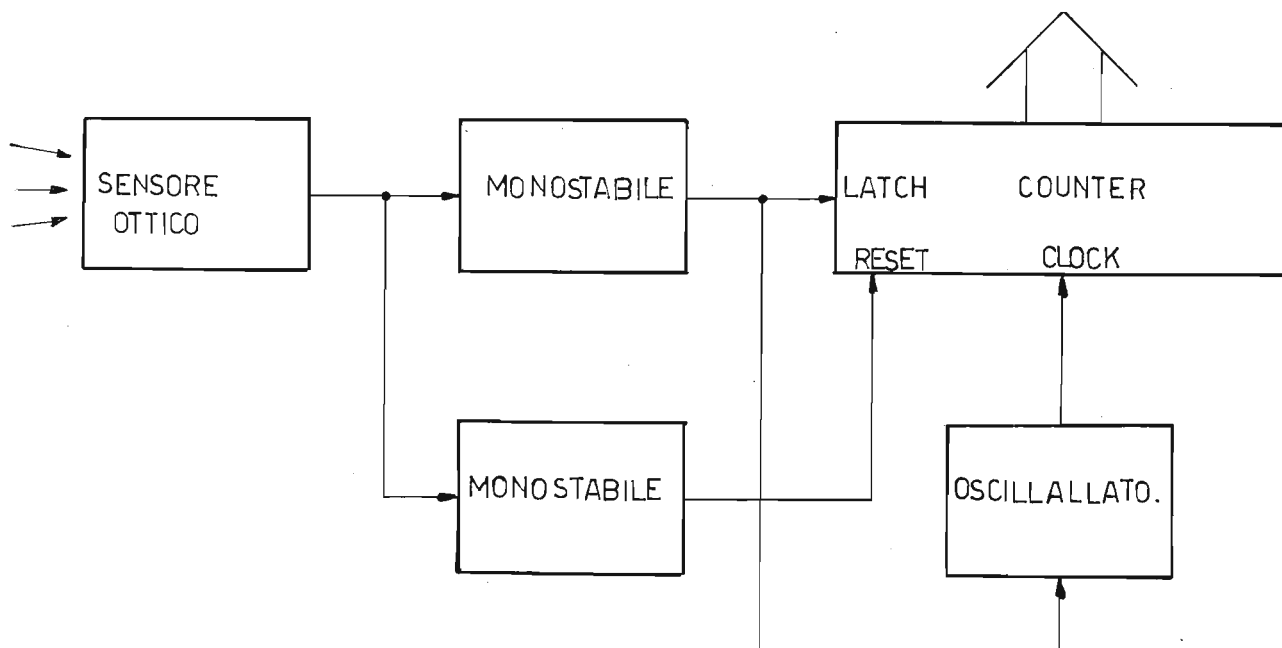 SENSORE
OTTICO
MONOSTABILE
LATCH COUNTER
RESET CLOCK
MONOSTABILE
OSCILLALLATO.